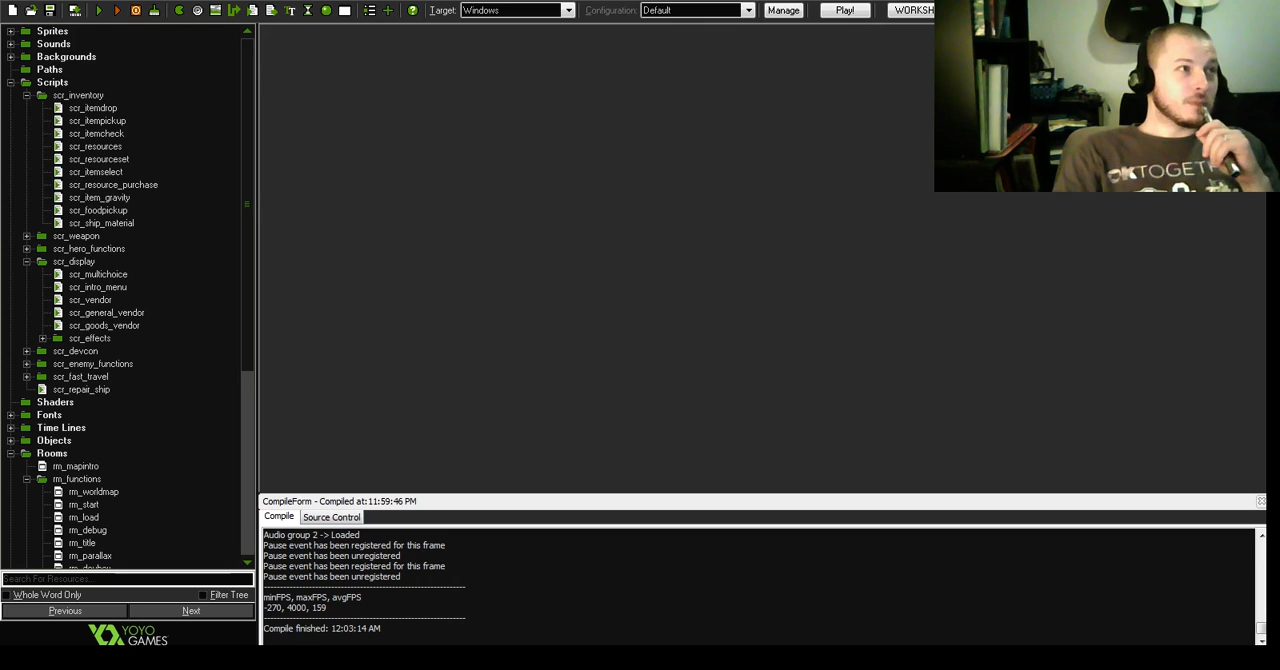 Target: Windows Configuration: Default Manage Play! WORKSH
Sprites
Sounds
Backgrounds
Paths
Scripts
scr_inventory
scr_itemdrop
scr_itempickup
scr_itemcheck
scr_resources
scr_resourceset
scr_itemselect
scr_resource_purchase
scr_item_gravity
scr_foodpickup
scr_ship_material
scr_weapon
scr_hero_functions
scr_display
scr_multichoice
scr_intro_menu
scr_vendor
scr_general_vendor
scr_goods_vendor
scr_effects
scr_devcon
scr_enemy_functions
scr_fast_travel
scr_repair_ship
Shaders
Fonts
Time Lines
Objects
Rooms
rm_mapintro
rm_functions
rm_worldmap
rm_start
rm_load
rm_debug
rm_title
rm_parallax
Search For Resources...
Whole Word Only Filter Tree
Previous Next
YOYO
GAMES
OKTOGETH
CompileForm - Compiled at:11:59:46 PM
Compile Source Control
Audio group 2 -> Loaded
Pause event has been registered for this frame
Pause event has been unregistered
Pause event has been registered for this frame
Pause event has been unregistered
minFPS, maxFPS, avgFPS
-270, 4000, 159
Compile finished: 12:03:14 AM